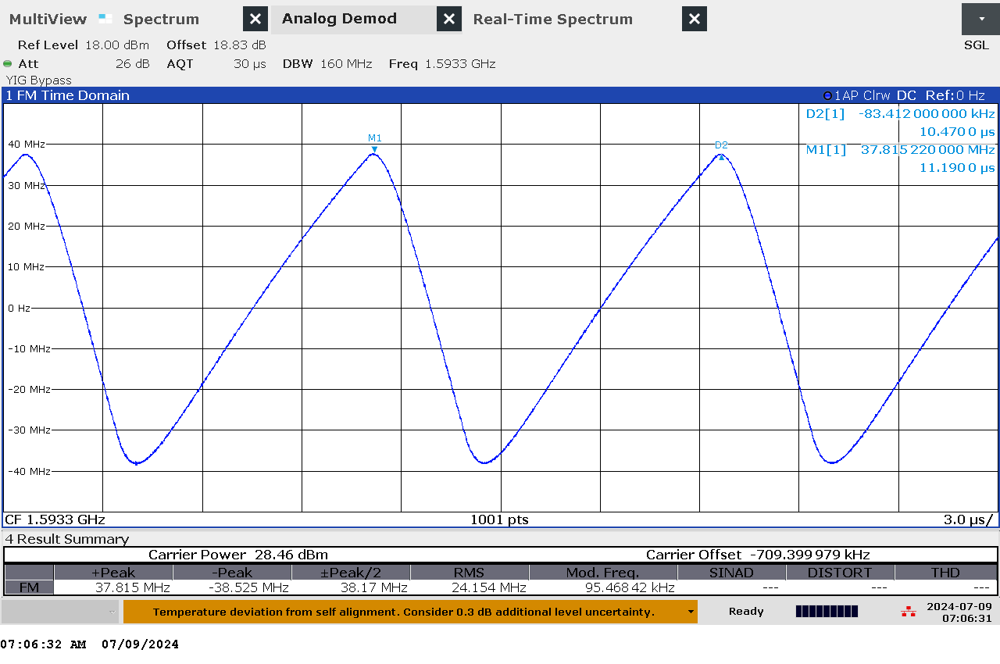 MultiView Spectrum Analog Demod Real-Time Spectrum
Ref Level 18.00 dBm Offset 18.83 dB SGL
Att 26 dB AQT 30 µs DBW 160 MHz Freq 1.5933 GHz
YIG Bypass
1 FM Time Domain 1AP Clrw DC Ref:0 Hz
D2[1] -83.412 000 000 kHz
10.470 0 µs
M1[1] 37.815 220 000 MHz
11.190 0 µs
M1
D2
40 MHz
30 MHz
20 MHz
10 MHz
0 Hz
-10 MHz
-20 MHz
-30 MHz
-40 MHz
CF 1.5933 GHz 1001 pts 3.0 µs/
4 Result Summary
Carrier Power 28.46 dBm Carrier Offset -709.399 979 kHz
+Peak -Peak ±Peak/2 RMS Mod. Freq. SINAD DISTORT THD
FM 37.815 MHz -38.525 MHz 38.17 MHz 24.154 MHz 95.468 42 kHz --- --- ---
Temperature deviation from self alignment. Consider 0.3 dB additional level uncertainty. Ready 2024-07-09
07:06:31
07:06:32 AM 07/09/2024